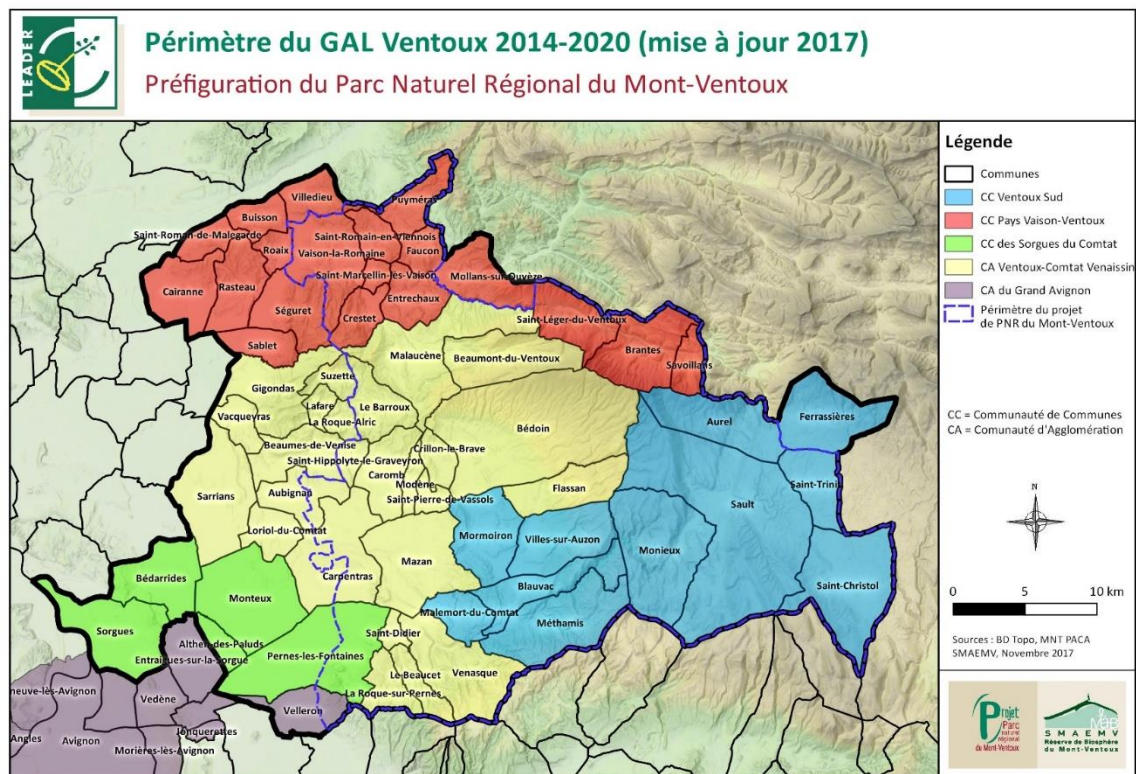 LEADER
Périmètre du GAL Ventoux 2014-2020 (mise à jour 2017)
Préfiguration du Parc Naturel Régional du Mont-Ventoux
Villedieu
Puyméras
Buisson
Saint-Roman-de-Malegarde
Saint-Romain-en-Viennois
Roaix
Vaison-la-Romaine
Faucon
Saint-Marcellin-lès-Vaison
Mollans-sur-Ouvèze
Cairanne
Rasteau
Entrechaux
Séguret
Crestet
Saint-Léger-du-Ventoux
Sablet
Brantes
Savoillans
Malaucène
Beaumont-du-Ventoux
Suzette
Gigondas
Lafare
Le Barroux
Vacqueyras
La Roque-Alric
Ferrassières
Aurel
Bédoin
Beaumes-de-Venise
Crillon-le-Brave
Saint-Hippolyte-le-Graveyron
Caromb
Modène
Saint-Pierre-de-Vassols
Flassan
Saint-Trinit
Sarrians
Aubignan
Sault
Loriol-du-Comtat
Mormoiron
Villes-sur-Auzon
Monieux
Mazan
Carpentras
Bédarrides
Monteux
Blauvac
Saint-Christol
Malemort-du-Comtat
Méthamis
Sorgues
Althen-des-Paluds
Saint-Didier
Entraigues-sur-la-Sorgue
Pernes-les-Fontaines
Le-Beaucet
Venasque
La Roque-sur-Pernes
neuve-lès-Avignon
Vedène
Velleron
Jonquerettes
Angles
Avignon
Morières-lès-Avignon
Légende
Communes
CC Ventoux Sud
CC Pays Vaison-Ventoux
CC des Sorgues du Comtat
CA Ventoux-Comtat Venaissin
CA du Grand Avignon
Périmètre du projet
de PNR du Mont-Ventoux
CC = Communauté de Communes
CA = Comunauté d'Agglomération
N
0 5 10 km
Sources : BD Topo, MNT PACA
SMAEMV, Novembre 2017
Projet
Parc
naturel
régional
du Mont-Ventoux
MaB
SMAEMV
Réserve de Biosphère
du Mont-Ventoux